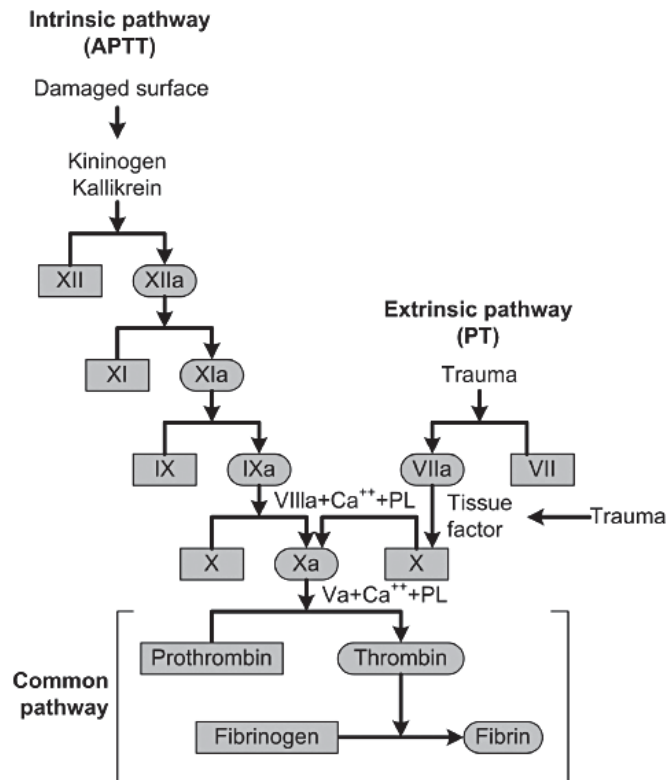 Intrinsic pathway
(APTT)
Damaged surface
Kininogen
Kallikrein
XII
XIIa
XI
XIa
IX
IXa
VIIIa+Ca+++PL
Extrinsic pathway
(PT)
Trauma
VIIa
VII
Tissue
factor
Trauma
X
Xa
X
Va+Ca+++PL
Common
pathway
Prothrombin
Thrombin
Fibrinogen
Fibrin